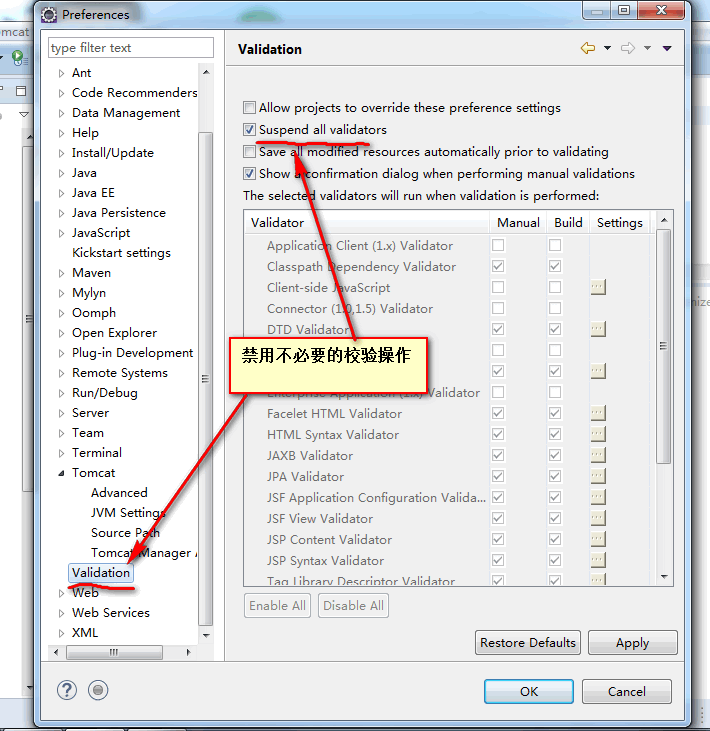 Preferences
omcat
type filter text
Ant
Code Recommenders
Data Management
Help
Install/Update
Java
Java EE
Java Persistence
JavaScript
Kickstart settings
Maven
Mylyn
Oomph
Open Explorer
Plug-in Development
Remote Systems
Run/Debug
Server
Team
Terminal
Tomcat
Advanced
JVM Settings
Source Path
Tomcat Manager
Validation
Web
Web Services
XML
Validation
Allow projects to override these preference settings
Suspend all validators
Save all modified resources automatically prior to validating
Show a confirmation dialog when performing manual validations
The selected validators will run when validation is performed:
Validator Manual Build Settings
Application Client (1.x) Validator
Classpath Dependency Validator
Client-side JavaScript
Connector (1.0,1.5) Validator
DTD Validator
禁用不必要的校验操作
Enterprise Application (1.x) Validator
Facelet HTML Validator
HTML Syntax Validator
JAXB Validator
JPA Validator
JSF Application Configuration Valida...
JSF View Validator
JSP Content Validator
JSP Syntax Validator
Tag Library Descriptor Validator
Enable All Disable All
Restore Defaults Apply
OK Cancel